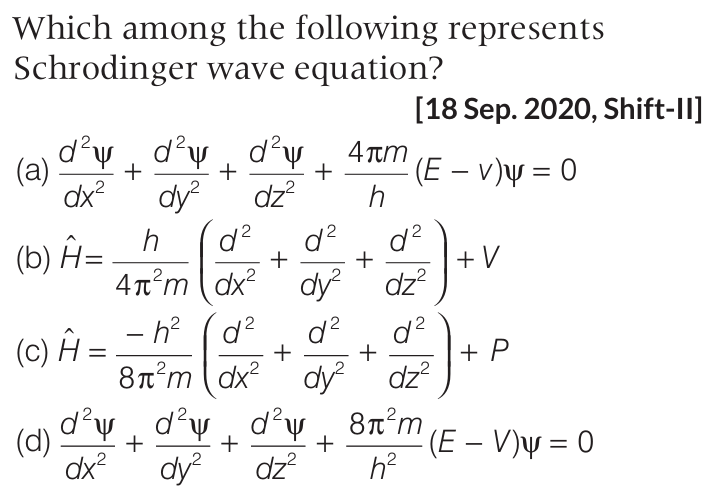 Which among the following represents
Schrodinger wave equation?
[18 Sep. 2020, Shift-II]
(a) d²ψ/dx² + d²ψ/dy² + d²ψ/dz² + 4πm/h (E – v)ψ = 0
(b) Ĥ= h/4π²m (d²/dx² + d²/dy² + d²/dz²) + V
(c) Ĥ = –h²/8π²m (d²/dx² + d²/dy² + d²/dz²) + P
(d) d²ψ/dx² + d²ψ/dy² + d²ψ/dz² + 8π²m/h² (E – V)ψ = 0